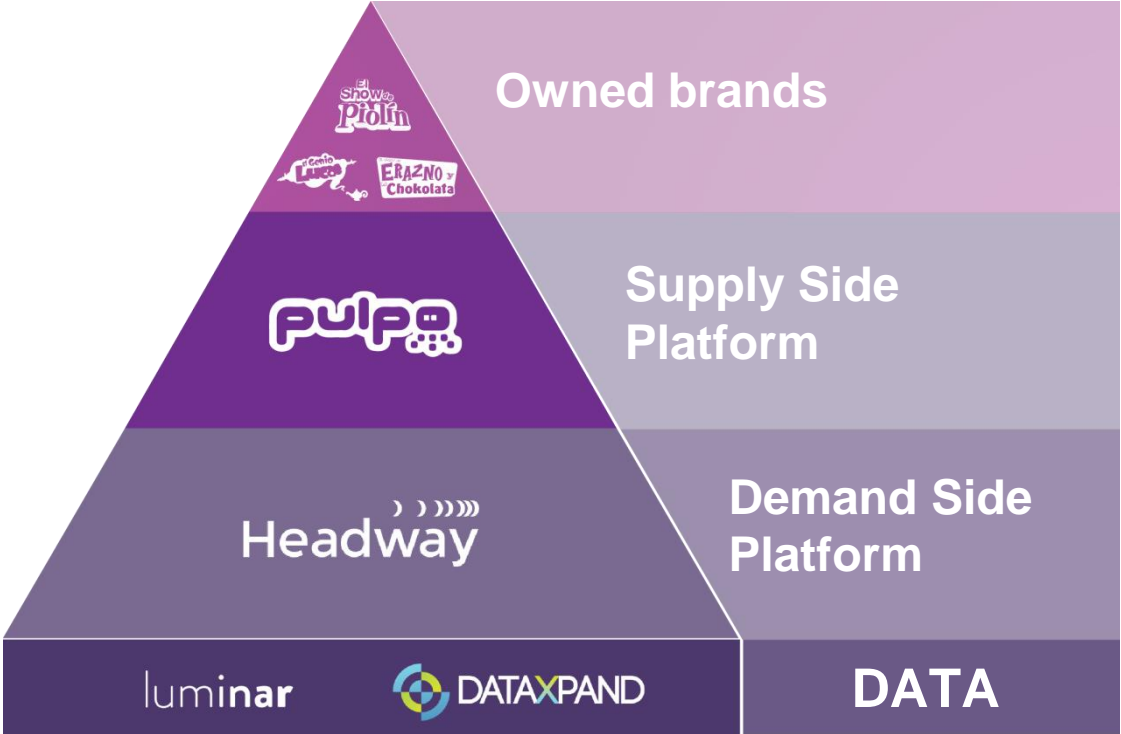 El
Show de
Piolín
Owned brands
el Genio
Lucas
ERAZNO y
Chokolata
pulpo
Supply Side
Platform
Headway
Demand Side
Platform
luminar
DATAXPAND
DATA